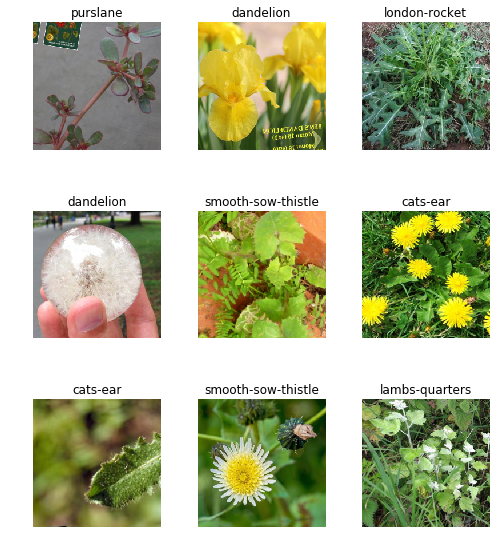 purslane
dandelion
london-rocket
dandelion
smooth-sow-thistle
cats-ear
cats-ear
smooth-sow-thistle
lambs-quarters